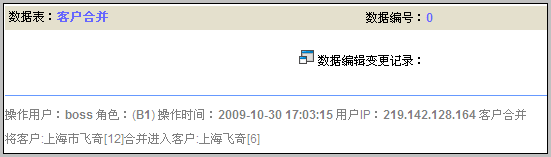 数据表：客户合并 数据编号：0
数据编辑变更记录：
操作用户：boss 角色：(B1) 操作时间：2009-10-30 17:03:15 用户IP：219.142.128.164 客户合并
将客户:上海市飞奇[12]合并进入客户:上海飞奇[6]